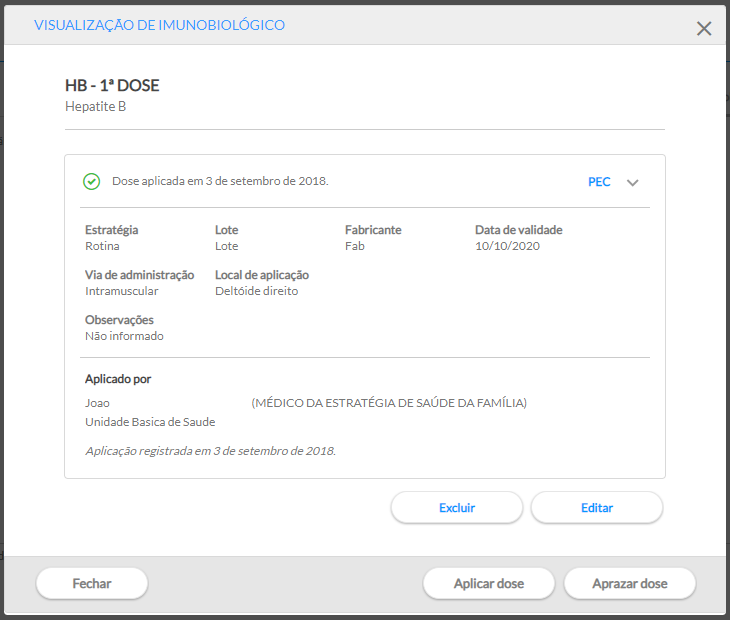 VISUALIZAÇÃO DE IMUNOBIOLÓGICO
HB - 1ª DOSE
Hepatite B
Dose aplicada em 3 de setembro de 2018. PEC
Estratégia Lote Fabricante Data de validade
Rotina Lote Fab 10/10/2020
Via de administração Local de aplicação
Intramuscular Deltóide direito
Observações
Não informado
Aplicado por
Joao (MÉDICO DA ESTRATÉGIA DE SAÚDE DA FAMÍLIA)
Unidade Basica de Saude
Aplicação registrada em 3 de setembro de 2018.
Excluir Editar
Fechar Aplicar dose Aprazar dose